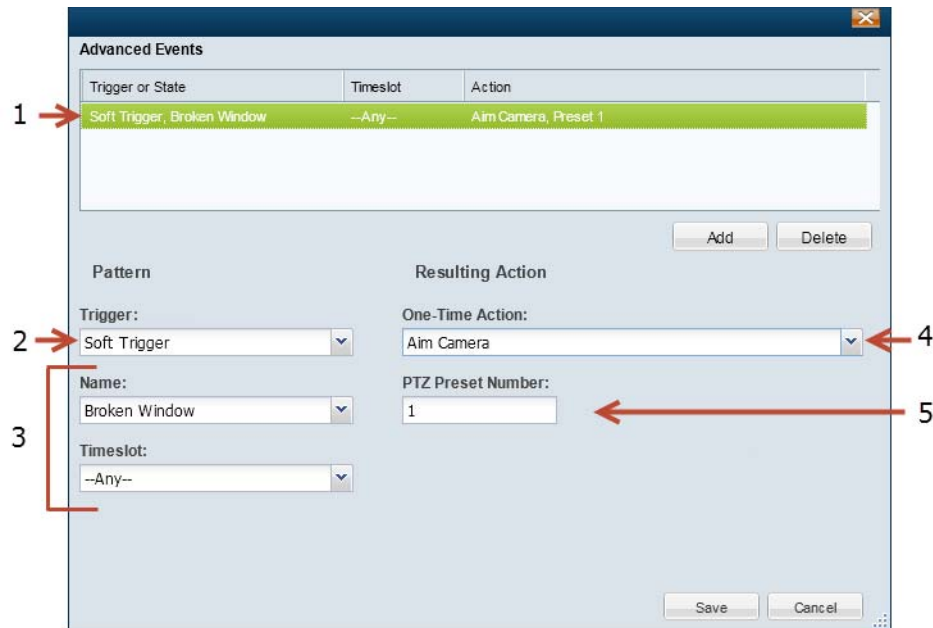 Advanced Events
Trigger or State Timeslot Action
1
Soft Trigger, Broken Window --Any-- Aim Camera, Preset 1
Add Delete
Pattern Resulting Action
Trigger: One-Time Action:
2 Soft Trigger Aim Camera 4
Name: PTZ Preset Number:
Broken Window 1 5
3
Timeslot:
--Any--
Save Cancel